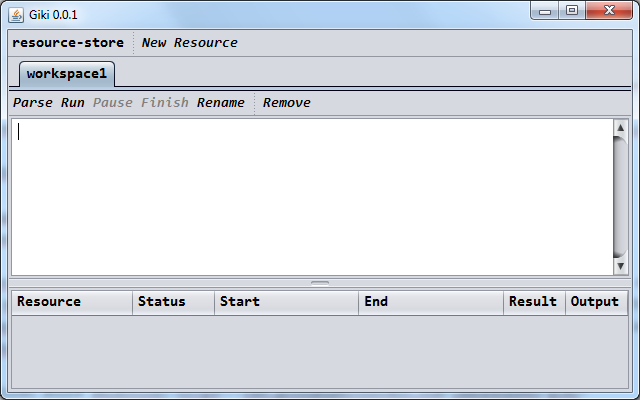 Giki 0.0.1
resource-store New Resource
workspace1
Parse Run Pause Finish Rename Remove
Resource Status Start End Result Output